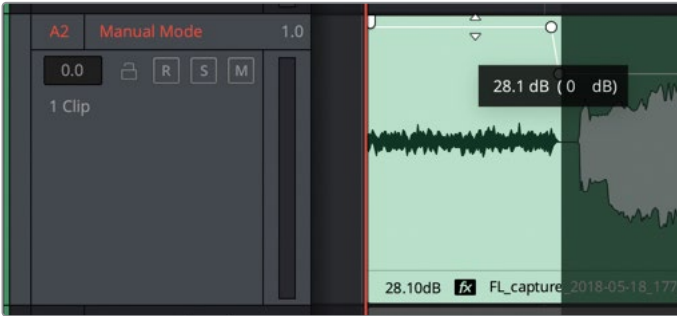 A2 Manual Mode 1.0
0.0 R S M
1 Clip
28.1 dB ( 0 dB)
28.10dB fx FL_capture_2018-05-18_177